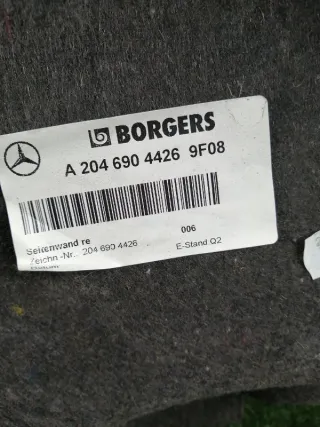 BORGERS
A 204 690 4426 9F08
Seitenwand re
006
Zeichn.-Nr. 204 690 4426
E-Stand Q2